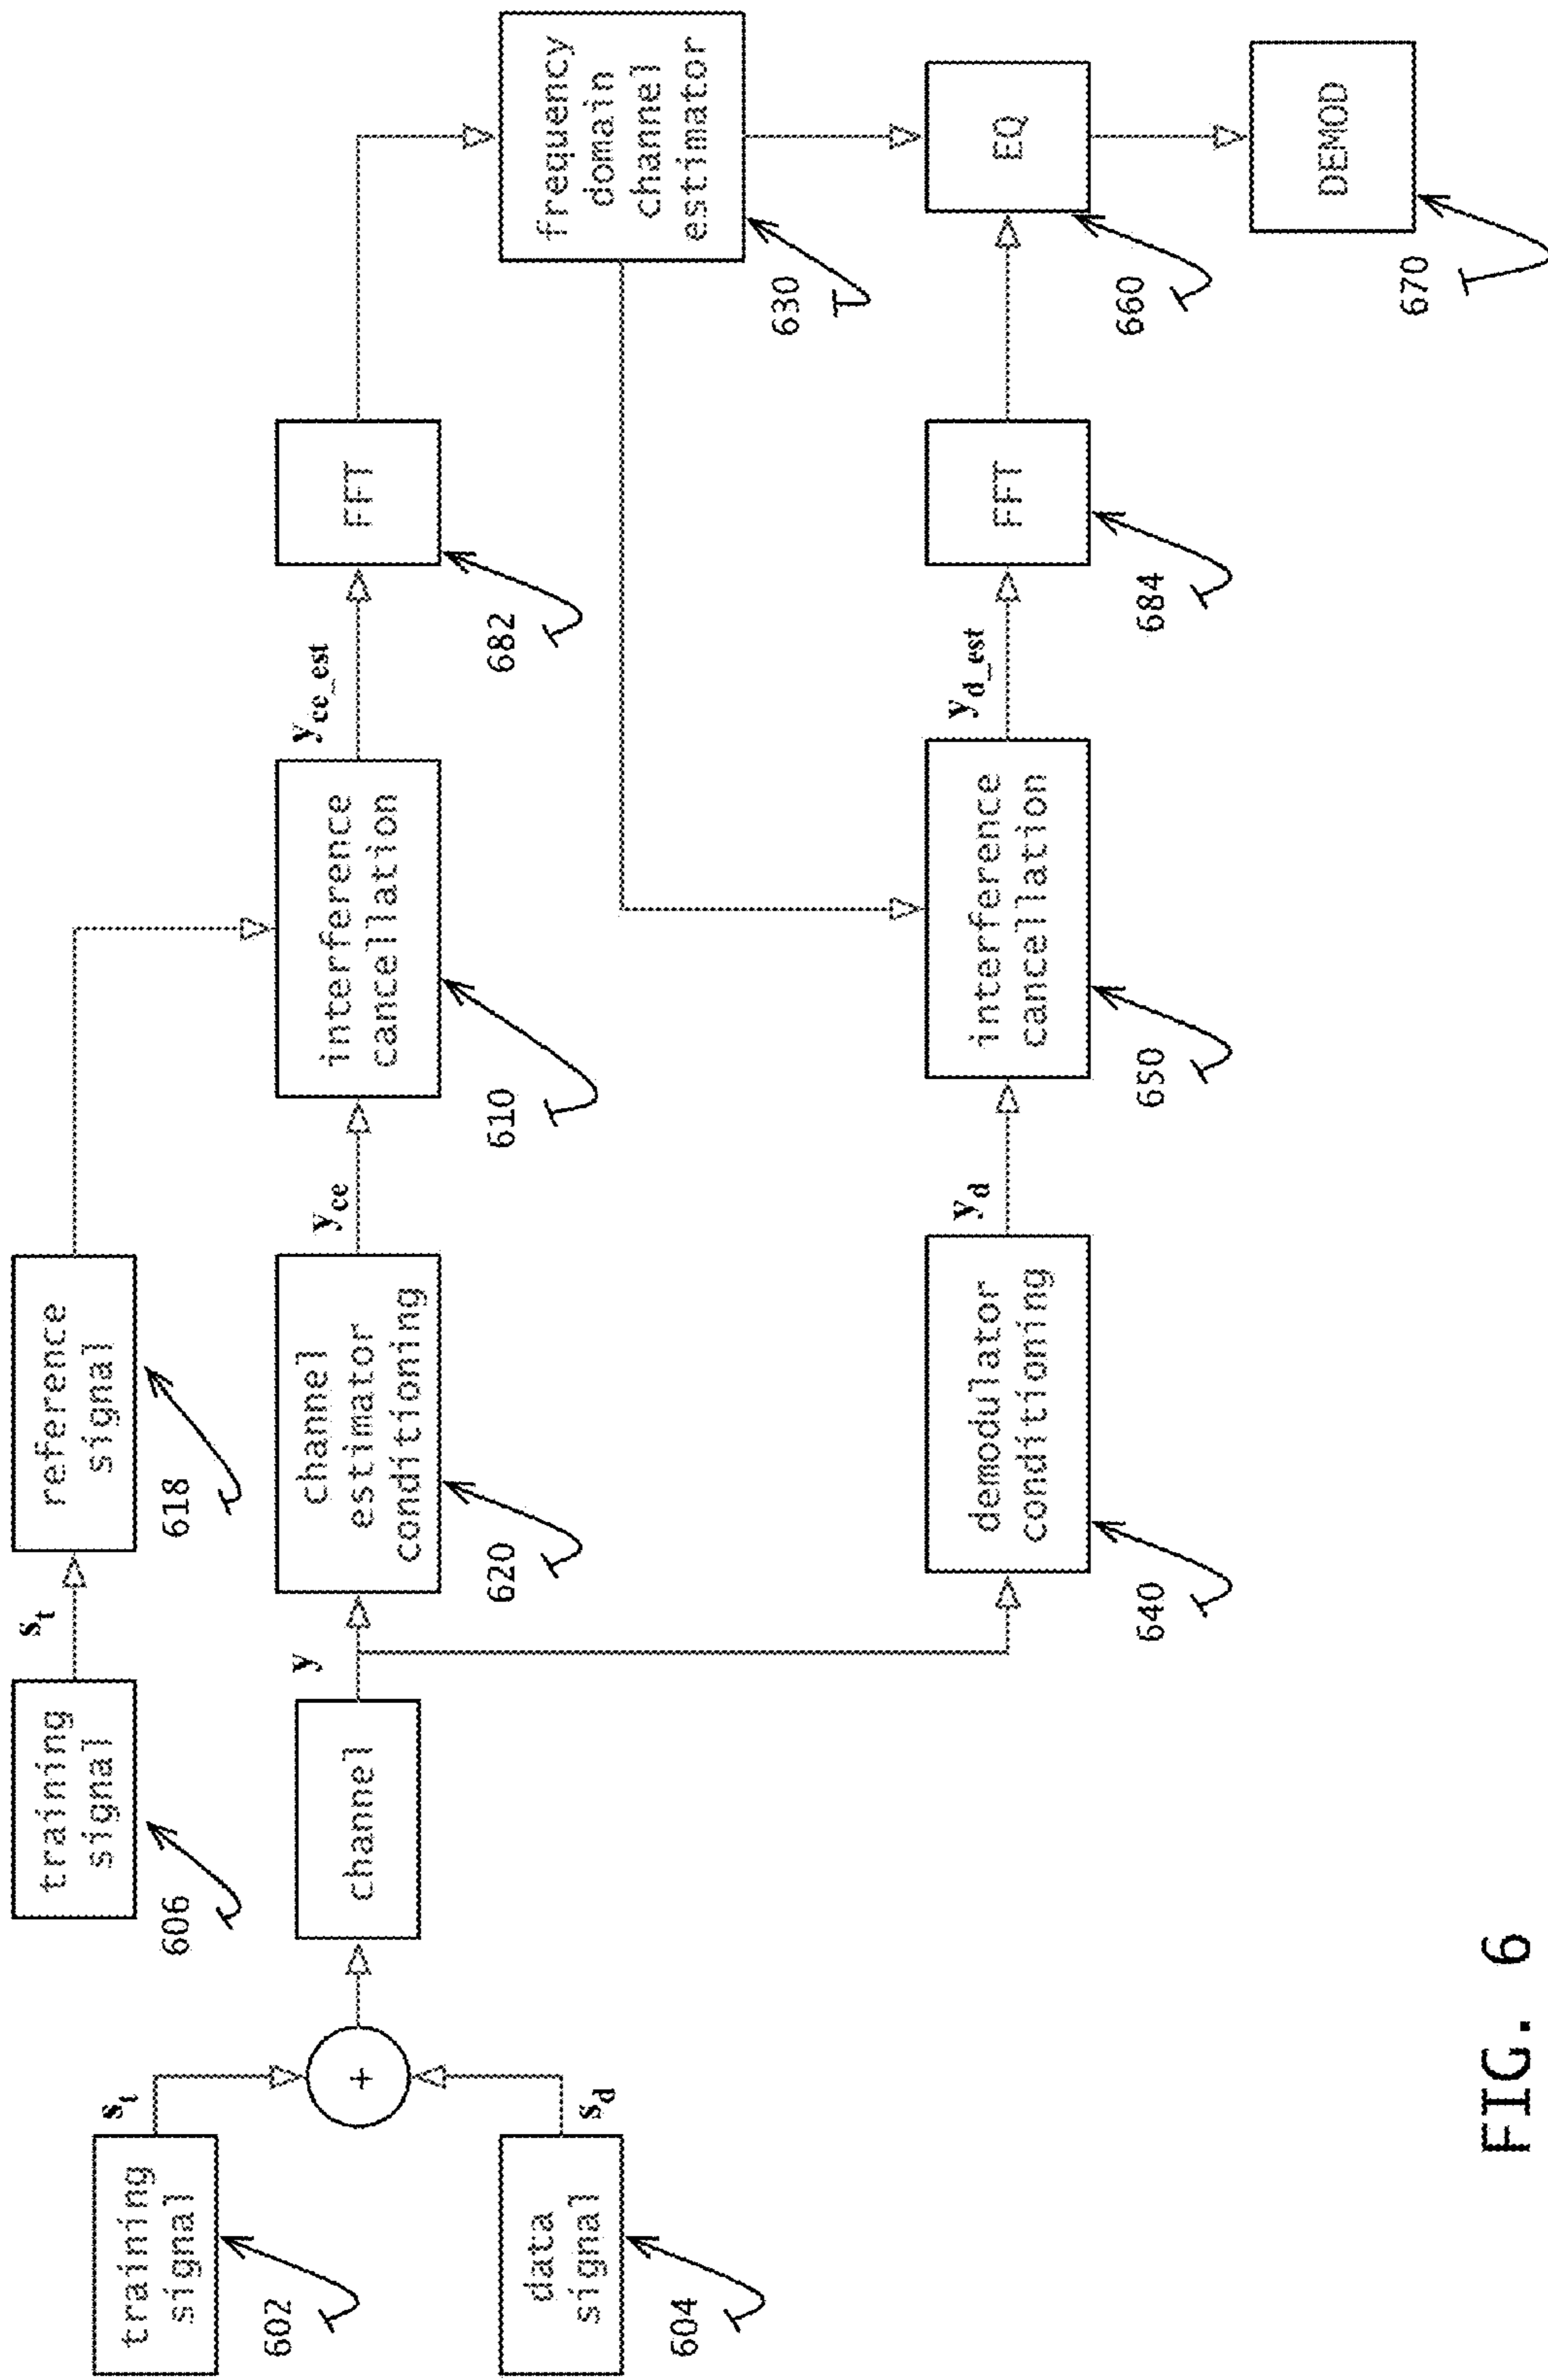 training
signal
606
s_t
reference
signal
618
training
signal
602
s_t
+
data
signal
604
s_d
channel
y
channel
estimator
conditioning
620
y_ce
interference
cancellation
610
y_ce_est
FFT
682
frequency
domain
channel
estimator
630
demodulator
conditioning
640
y_d
interference
cancellation
650
y_d_est
FFT
684
EQ
660
DEMOD
670
FIG. 6